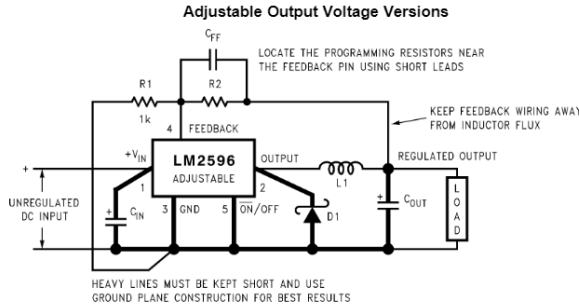 Adjustable Output Voltage Versions
CFF
LOCATE THE PROGRAMMING RESISTORS NEAR
THE FEEDBACK PIN USING SHORT LEADS
R1
R2
1k
KEEP FEEDBACK WIRING AWAY
FROM INDUCTOR FLUX
4
FEEDBACK
+VIN
LM2596
OUTPUT
REGULATED OUTPUT
+
ADJUSTABLE
1
2
L1
UNREGULATED
DC INPUT
+
CIN
3
GND
5
ON/OFF
D1
+
COUT
LOAD
HEAVY LINES MUST BE KEPT SHORT AND USE
GROUND PLANE CONSTRUCTION FOR BEST RESULTS